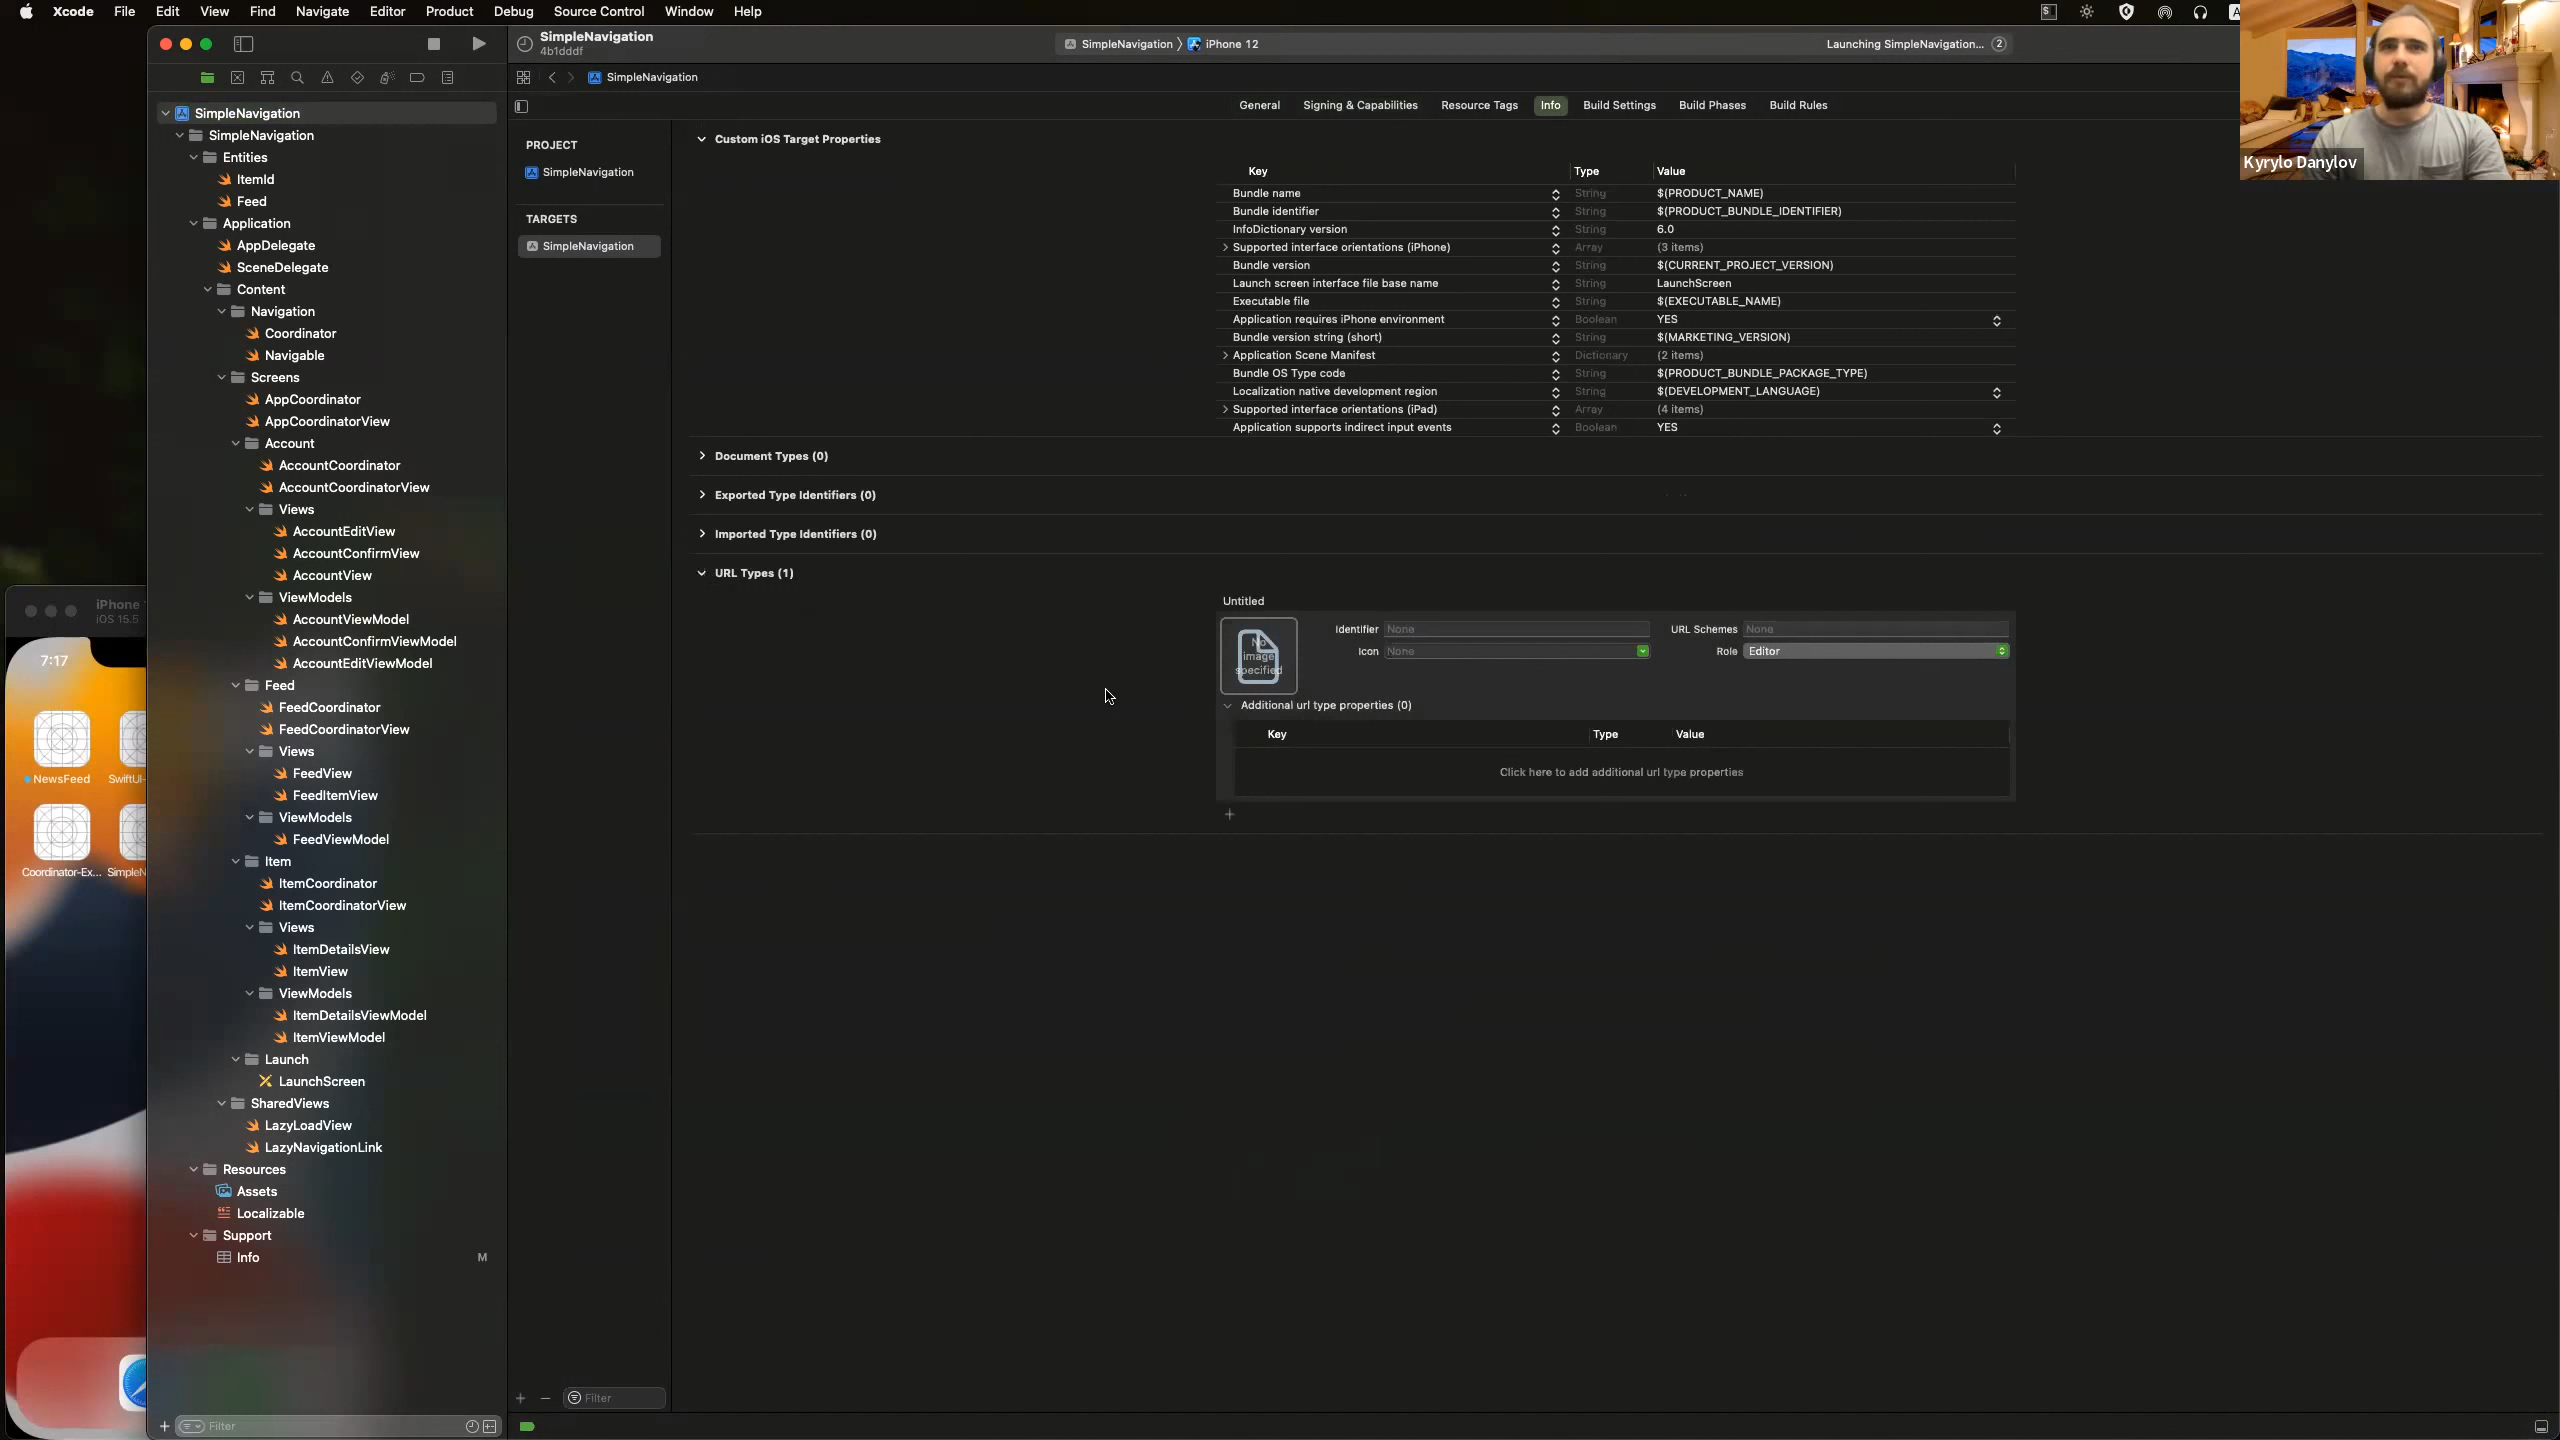 Xcode File Edit View Find Navigate Editor Product Debug Source Control Window Help
SimpleNavigation
4b1dddf
SimpleNavigation 〉 iPhone 12
Launching SimpleNavigation... 2
SimpleNavigation
General Signing & Capabilities Resource Tags Info Build Settings Build Phases Build Rules
Kyrylo Danylov
SimpleNavigation
SimpleNavigation
Entities
ItemId
Feed
Application
AppDelegate
SceneDelegate
Content
Navigation
Coordinator
Navigable
Screens
AppCoordinator
AppCoordinatorView
Account
AccountCoordinator
AccountCoordinatorView
Views
AccountEditView
AccountConfirmView
AccountView
ViewModels
AccountViewModel
AccountConfirmViewModel
AccountEditViewModel
Feed
FeedCoordinator
FeedCoordinatorView
Views
FeedView
FeedItemView
ViewModels
FeedViewModel
Item
ItemCoordinator
ItemCoordinatorView
Views
ItemDetailsView
ItemView
ViewModels
ItemDetailsViewModel
ItemViewModel
Launch
LaunchScreen
SharedViews
LazyLoadView
LazyNavigationLink
Resources
Assets
Localizable
Support
Info M
Filter
PROJECT
SimpleNavigation
TARGETS
SimpleNavigation
Filter
Custom iOS Target Properties
Key Type Value
Bundle name String $(PRODUCT_NAME)
Bundle identifier String $(PRODUCT_BUNDLE_IDENTIFIER)
InfoDictionary version String 6.0
Supported interface orientations (iPhone) Array (3 items)
Bundle version String $(CURRENT_PROJECT_VERSION)
Launch screen interface file base name String LaunchScreen
Executable file String $(EXECUTABLE_NAME)
Application requires iPhone environment Boolean YES
Bundle version string (short) String $(MARKETING_VERSION)
Application Scene Manifest Dictionary (2 items)
Bundle OS Type code String $(PRODUCT_BUNDLE_PACKAGE_TYPE)
Localization native development region String $(DEVELOPMENT_LANGUAGE)
Supported interface orientations (iPad) Array (4 items)
Application supports indirect input events Boolean YES
Document Types (0)
Exported Type Identifiers (0)
Imported Type Identifiers (0)
URL Types (1)
Untitled
No image specified
Identifier None URL Schemes None
Icon None Role Editor
Additional url type properties (0)
Key Type Value
Click here to add additional url type properties
iPhone
iOS 15.5
7:17
NewsFeed SwiftUI-
Coordinator-Ex... SimpleN